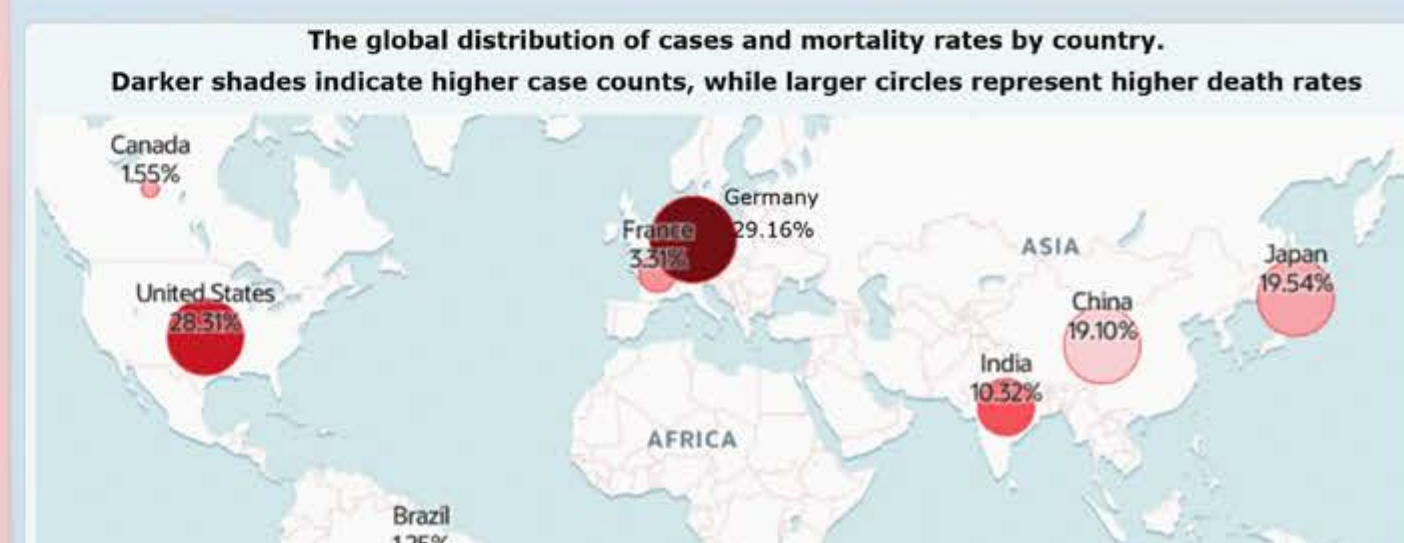 The global distribution of cases and mortality rates by country.
Darker shades indicate higher case counts, while larger circles represent higher death rates
Canada
1.55%
Germany
29.16%
France
3.31%
ASIA
Japan
19.54%
United States
28.31%
China
19.10%
India
10.32%
AFRICA
Brazil
1.25%